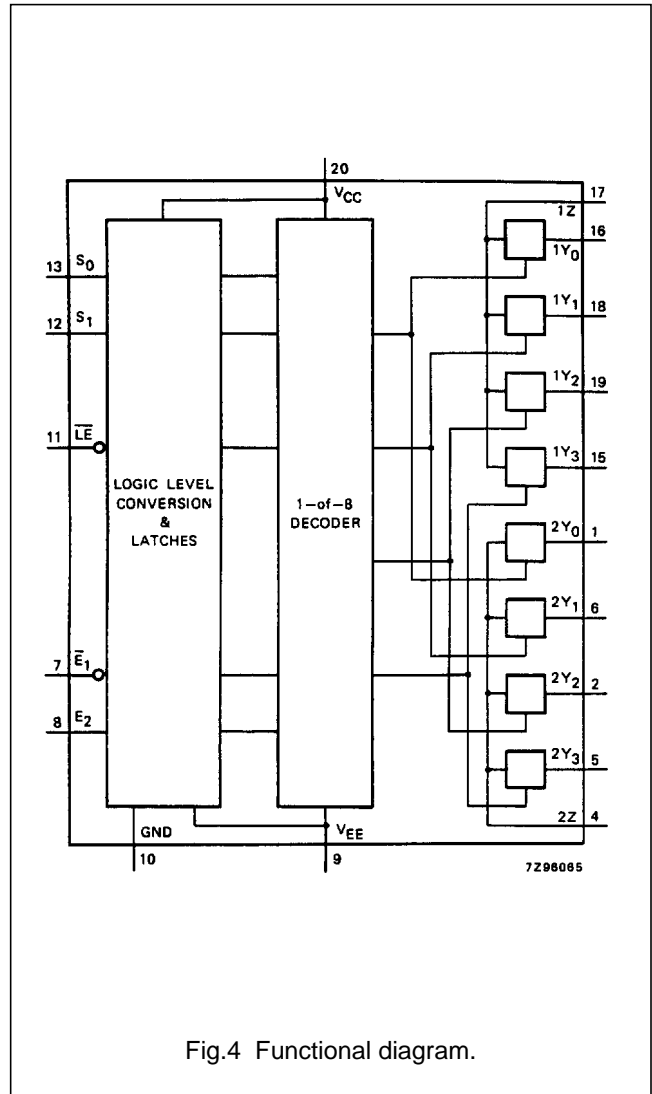 20
VCC
17
1Z
16
1Y0
13 S0
1Y1
18
12 S1
1Y2
19
11 LE
1Y3
15
LOGIC LEVEL
CONVERSION
&
LATCHES
1-of-8
DECODER
2Y0
1
2Y1
6
7 E1
2Y2
2
8 E2
2Y3
5
2Z
4
GND
VEE
10
9
7Z96065
Fig.4 Functional diagram.